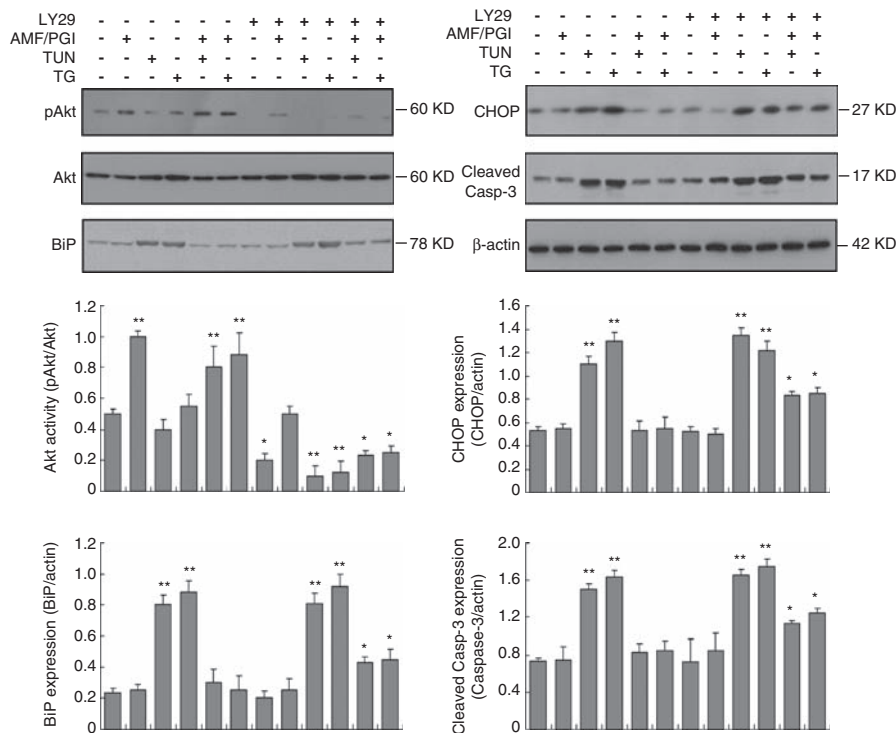 LY29 - - - - - - + + + + + +
AMF/PGI - + - - + + - + - - + +
TUN - - + - + - - - + - + -
TG - - - + - + - - - + - +
pAkt 60 KD
Akt 60 KD
BiP 78 KD
LY29 - - - - - - + + + + + +
AMF/PGI - + - - + + - + - - + +
TUN - - + - + - - - + - + -
TG - - - + - + - - - + - +
CHOP 27 KD
Cleaved
Casp-3 17 KD
β-actin 42 KD
Akt activity (pAkt/Akt)
1.2
1.0
0.8
0.6
0.4
0.2
0
** ** ** * ** ** * *
CHOP expression
(CHOP/actin)
1.6
1.4
1.2
1.0
0.8
0.6
0.4
0.2
0
** ** ** ** * *
BiP expression (BiP/actin)
1.2
1.0
0.8
0.6
0.4
0.2
0
** ** ** ** * *
Cleaved Casp-3 expression
(Caspase-3/actin)
2.0
1.6
1.2
0.8
0.4
0
** ** ** ** * *